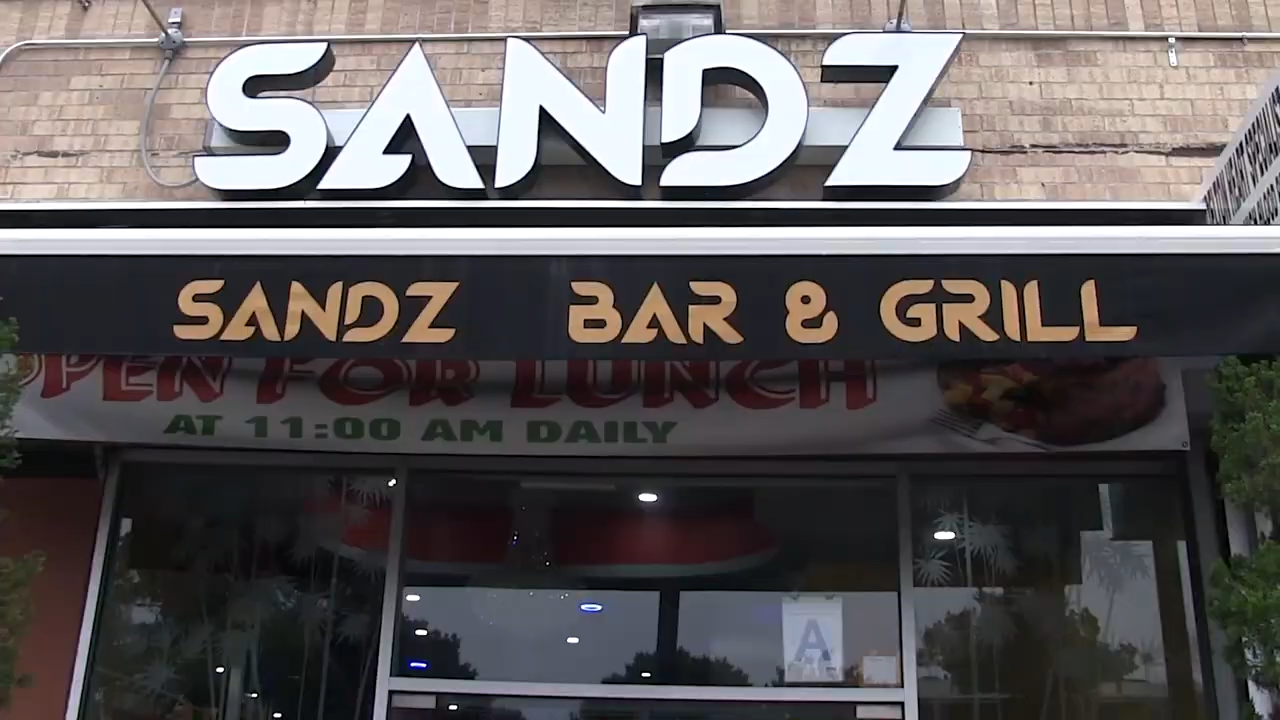 SANDZ
SANDZ BAR & GRILL
OPEN FOR LUNCH
AT 11:00 AM DAILY
A